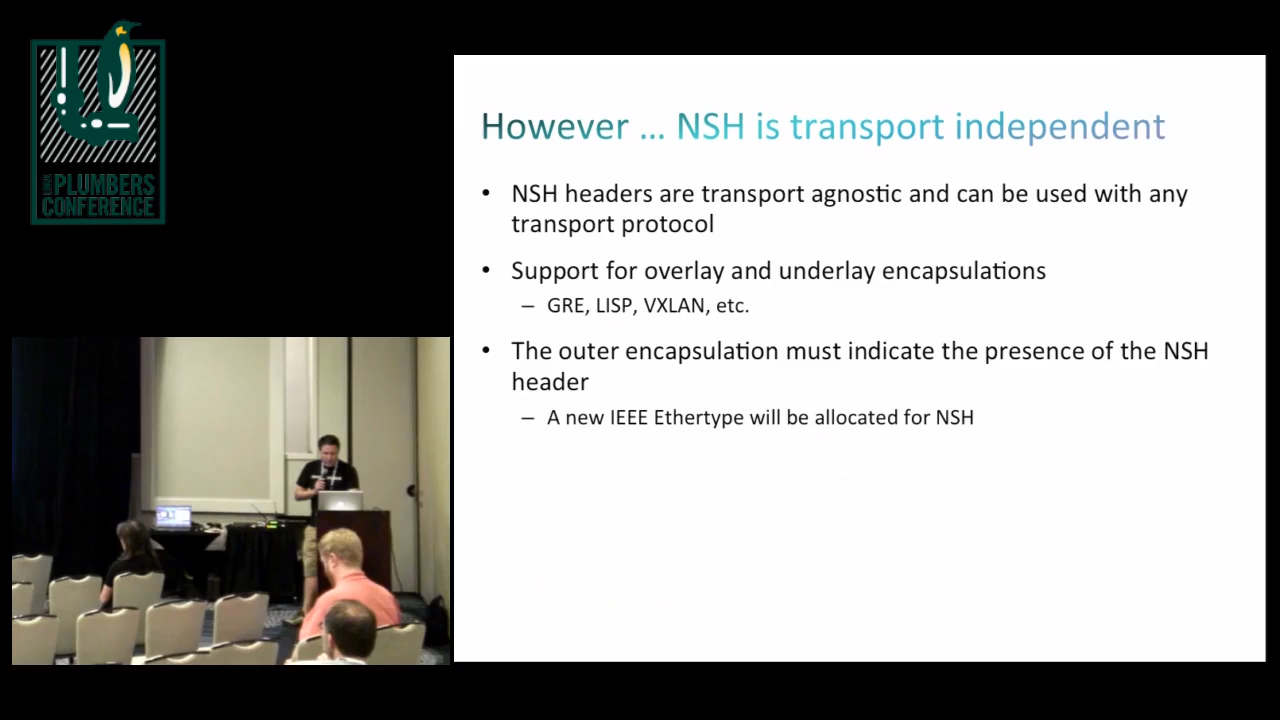 LINUX
PLUMBERS
CONFERENCE
However … NSH is transport independent
• NSH headers are transport agnostic and can be used with any
transport protocol
• Support for overlay and underlay encapsulations
– GRE, LISP, VXLAN, etc.
• The outer encapsulation must indicate the presence of the NSH
header
– A new IEEE Ethertype will be allocated for NSH